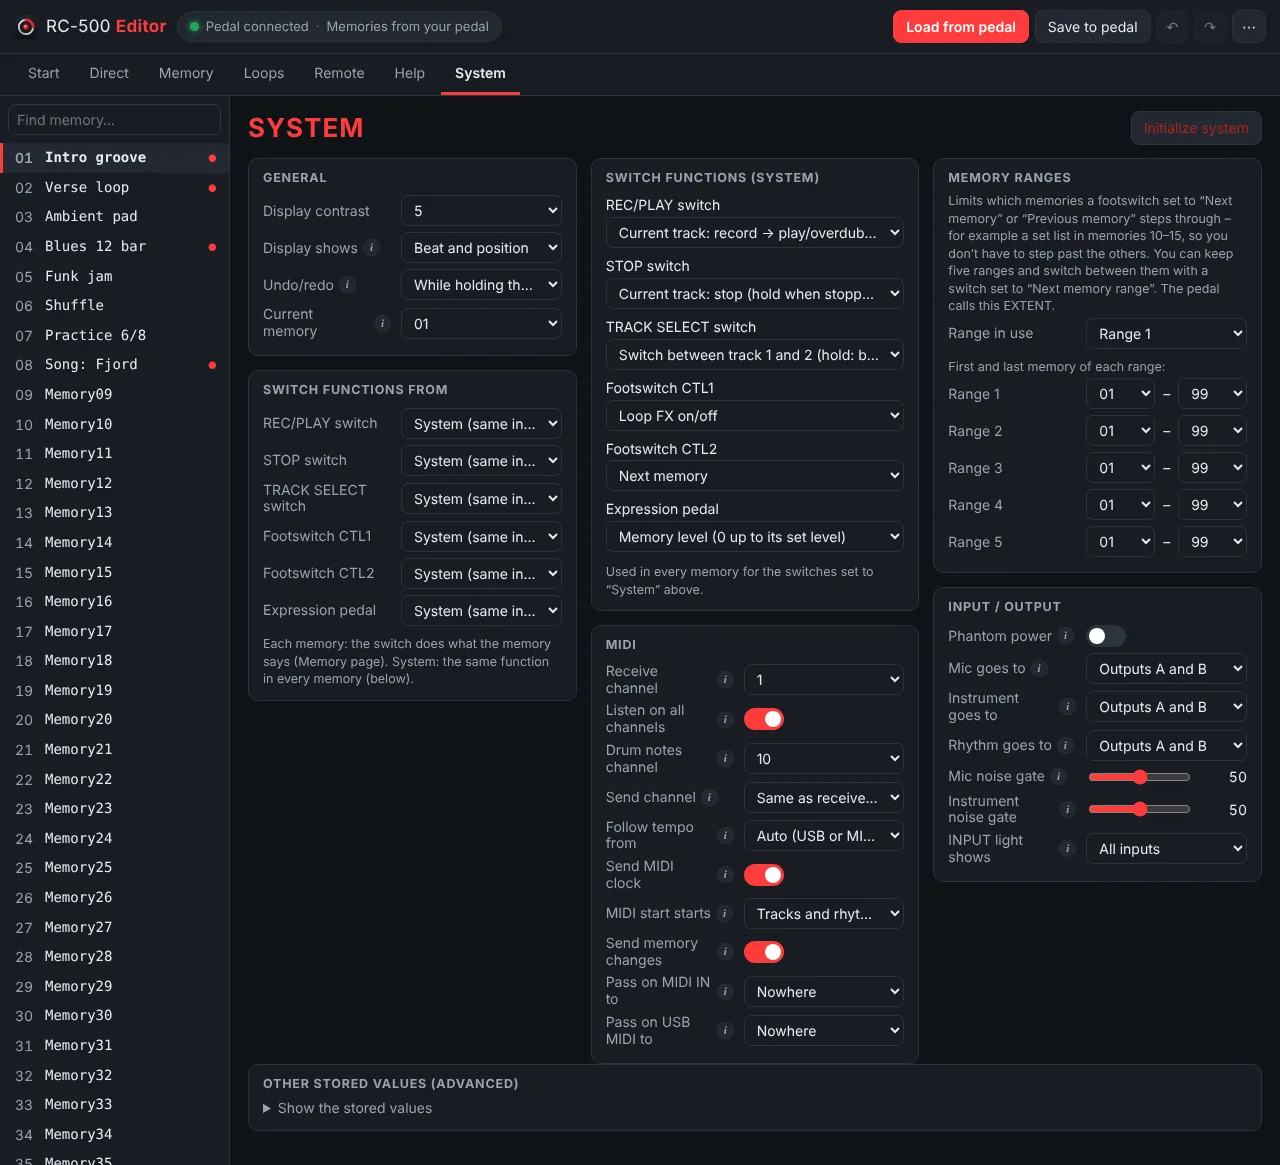 RC-500 Editor
Pedal connected · Memories from your pedal
Load from pedal
Save to pedal
Start
Direct
Memory
Loops
Remote
Help
System
Find memory...
01 Intro groove
02 Verse loop
03 Ambient pad
04 Blues 12 bar
05 Funk jam
06 Shuffle
07 Practice 6/8
08 Song: Fjord
09 Memory09
10 Memory10
11 Memory11
12 Memory12
13 Memory13
14 Memory14
15 Memory15
16 Memory16
17 Memory17
18 Memory18
19 Memory19
20 Memory20
21 Memory21
22 Memory22
23 Memory23
24 Memory24
25 Memory25
26 Memory26
27 Memory27
28 Memory28
29 Memory29
30 Memory30
31 Memory31
32 Memory32
33 Memory33
34 Memory34
35 Memory35
SYSTEM
Initialize system
GENERAL
Display contrast 5
Display shows i Beat and position
Undo/redo i While holding th...
Current
memory i 01
SWITCH FUNCTIONS FROM
REC/PLAY switch System (same in...
STOP switch System (same in...
TRACK SELECT
switch System (same in...
Footswitch CTL1 System (same in...
Footswitch CTL2 System (same in...
Expression pedal System (same in...
Each memory: the switch does what the memory
says (Memory page). System: the same function
in every memory (below).
SWITCH FUNCTIONS (SYSTEM)
REC/PLAY switch
Current track: record → play/overdub...
STOP switch
Current track: stop (hold when stopp...
TRACK SELECT switch
Switch between track 1 and 2 (hold: b...
Footswitch CTL1
Loop FX on/off
Footswitch CTL2
Next memory
Expression pedal
Memory level (0 up to its set level)
Used in every memory for the switches set to
“System” above.
MIDI
Receive
channel i 1
Listen on all
channels i
Drum notes
channel i 10
Send channel i Same as receive...
Follow tempo
from i Auto (USB or MI...
Send MIDI
clock i
MIDI start starts i Tracks and rhyt...
Send memory
changes i
Pass on MIDI IN
to i Nowhere
Pass on USB
MIDI to i Nowhere
MEMORY RANGES
Limits which memories a footswitch set to “Next
memory” or “Previous memory” steps through –
for example a set list in memories 10–15, so you
don’t have to step past the others. You can keep
five ranges and switch between them with a
switch set to “Next memory range”. The pedal
calls this EXTENT.
Range in use Range 1
First and last memory of each range:
Range 1 01 – 99
Range 2 01 – 99
Range 3 01 – 99
Range 4 01 – 99
Range 5 01 – 99
INPUT / OUTPUT
Phantom power i
Mic goes to i Outputs A and B
Instrument
goes to i Outputs A and B
Rhythm goes to i Outputs A and B
Mic noise gate i 50
Instrument
noise gate i 50
INPUT light
shows i All inputs
OTHER STORED VALUES (ADVANCED)
Show the stored values